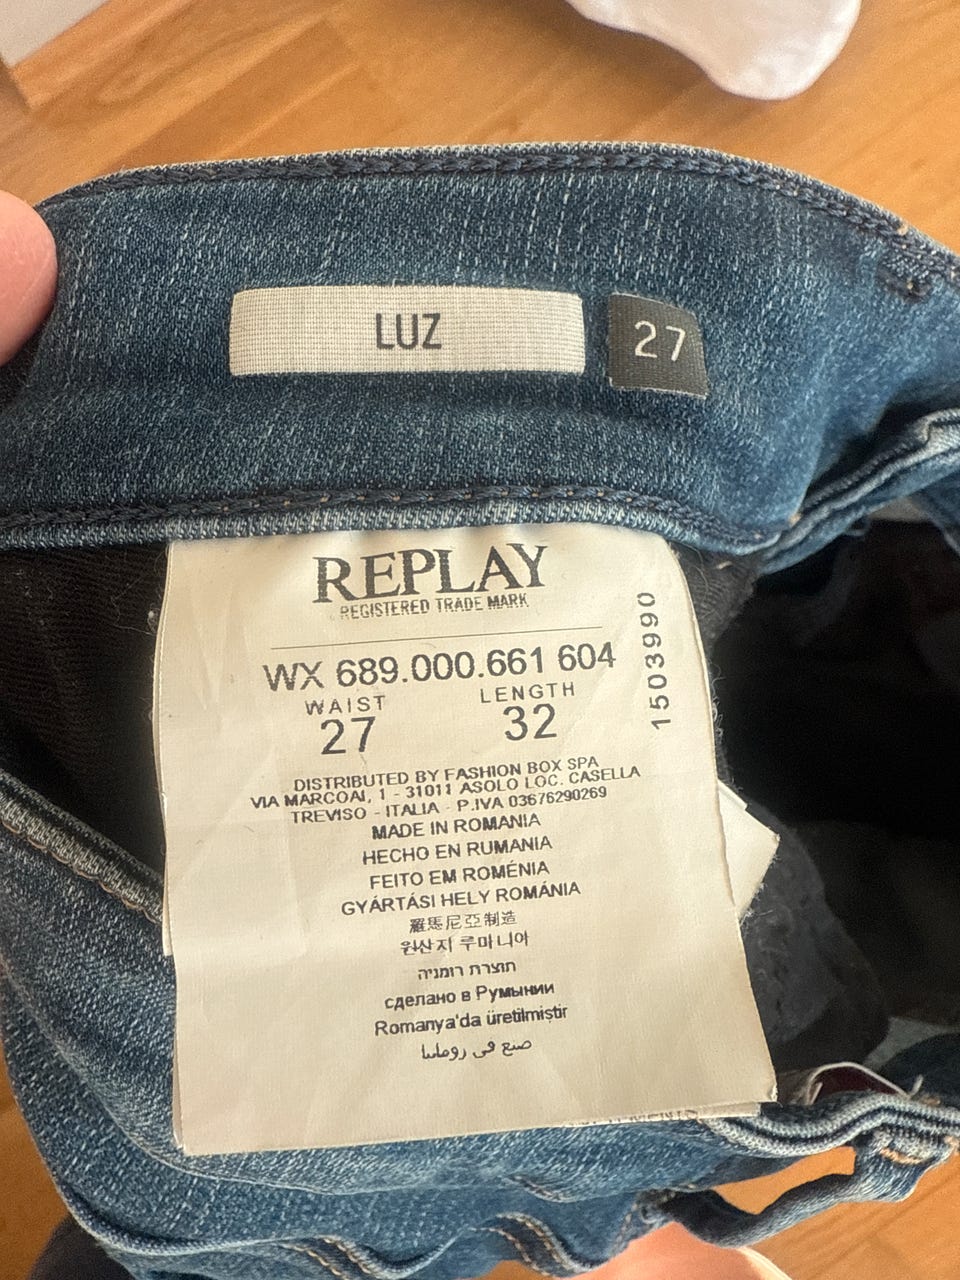 LUZ
27
REPLAY
REGISTERED TRADE MARK
WX 689.000.661 604
1503990
WAIST LENGTH
27 32
DISTRIBUTED BY FASHION BOX SPA
VIA MARCOAI, 1 - 31011 ASOLO LOC. CASELLA
TREVISO - ITALIA - P.IVA 03676290269
MADE IN ROMANIA
HECHO EN RUMANIA
FEITO EM ROMÉNIA
GYÁRTÁSI HELY ROMÁNIA
羅馬尼亞制造
원산지 루마니아
תוצרת רומניה
сделано в Румынии
Romanya'da üretilmiştir
صنع في رومانيا